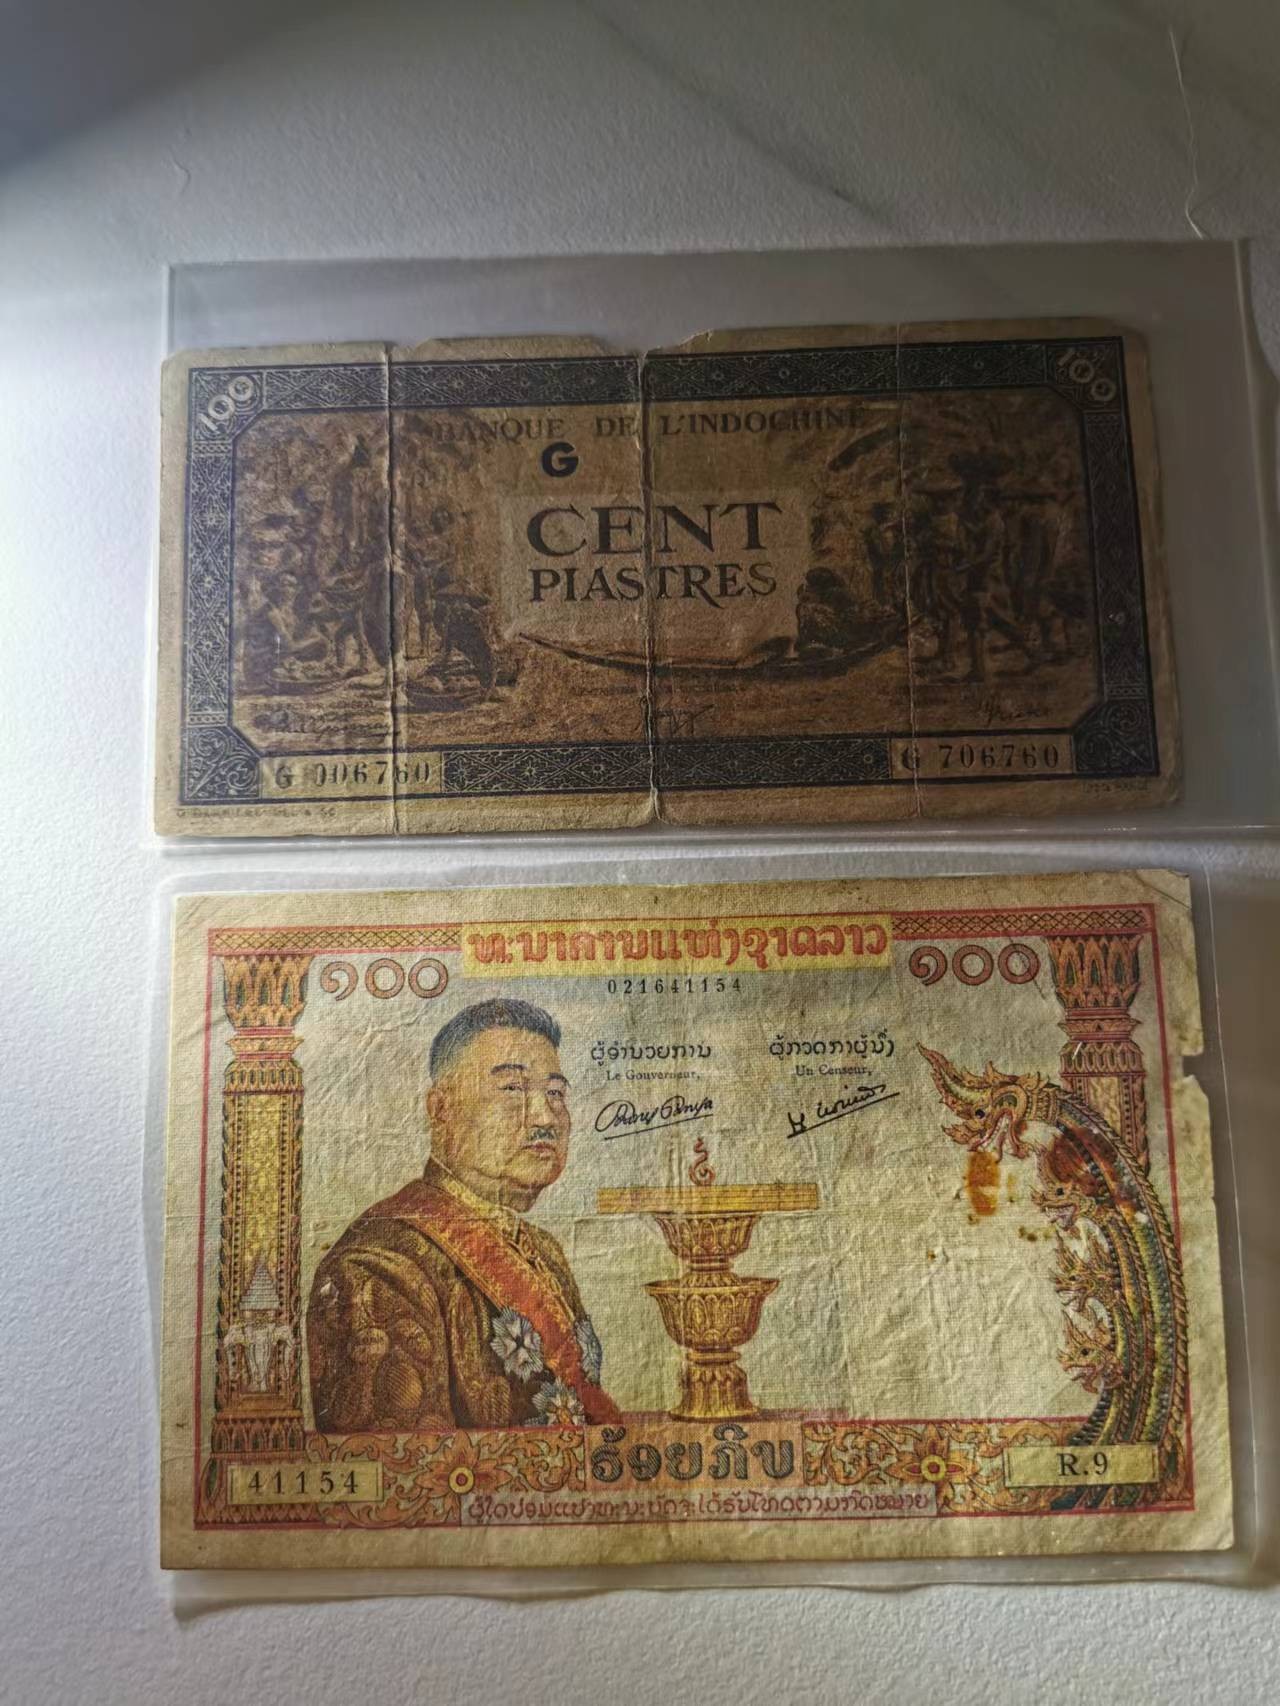 100
100
BANQUE DE L'INDOCHINE
G
CENT
PIASTRES
G 006760
G 706760
ທະນາຄານແຫ່ງຊາດລາວ
໑໐໐
໑໐໐
021641154
ຜູ້ອຳນວຍການ
ຜູ້ກວດກາຜູ້ນຶ່ງ
Le Gouverneur,
Un Censeur,
ຮ້ອຍກີບ
41154
R.9